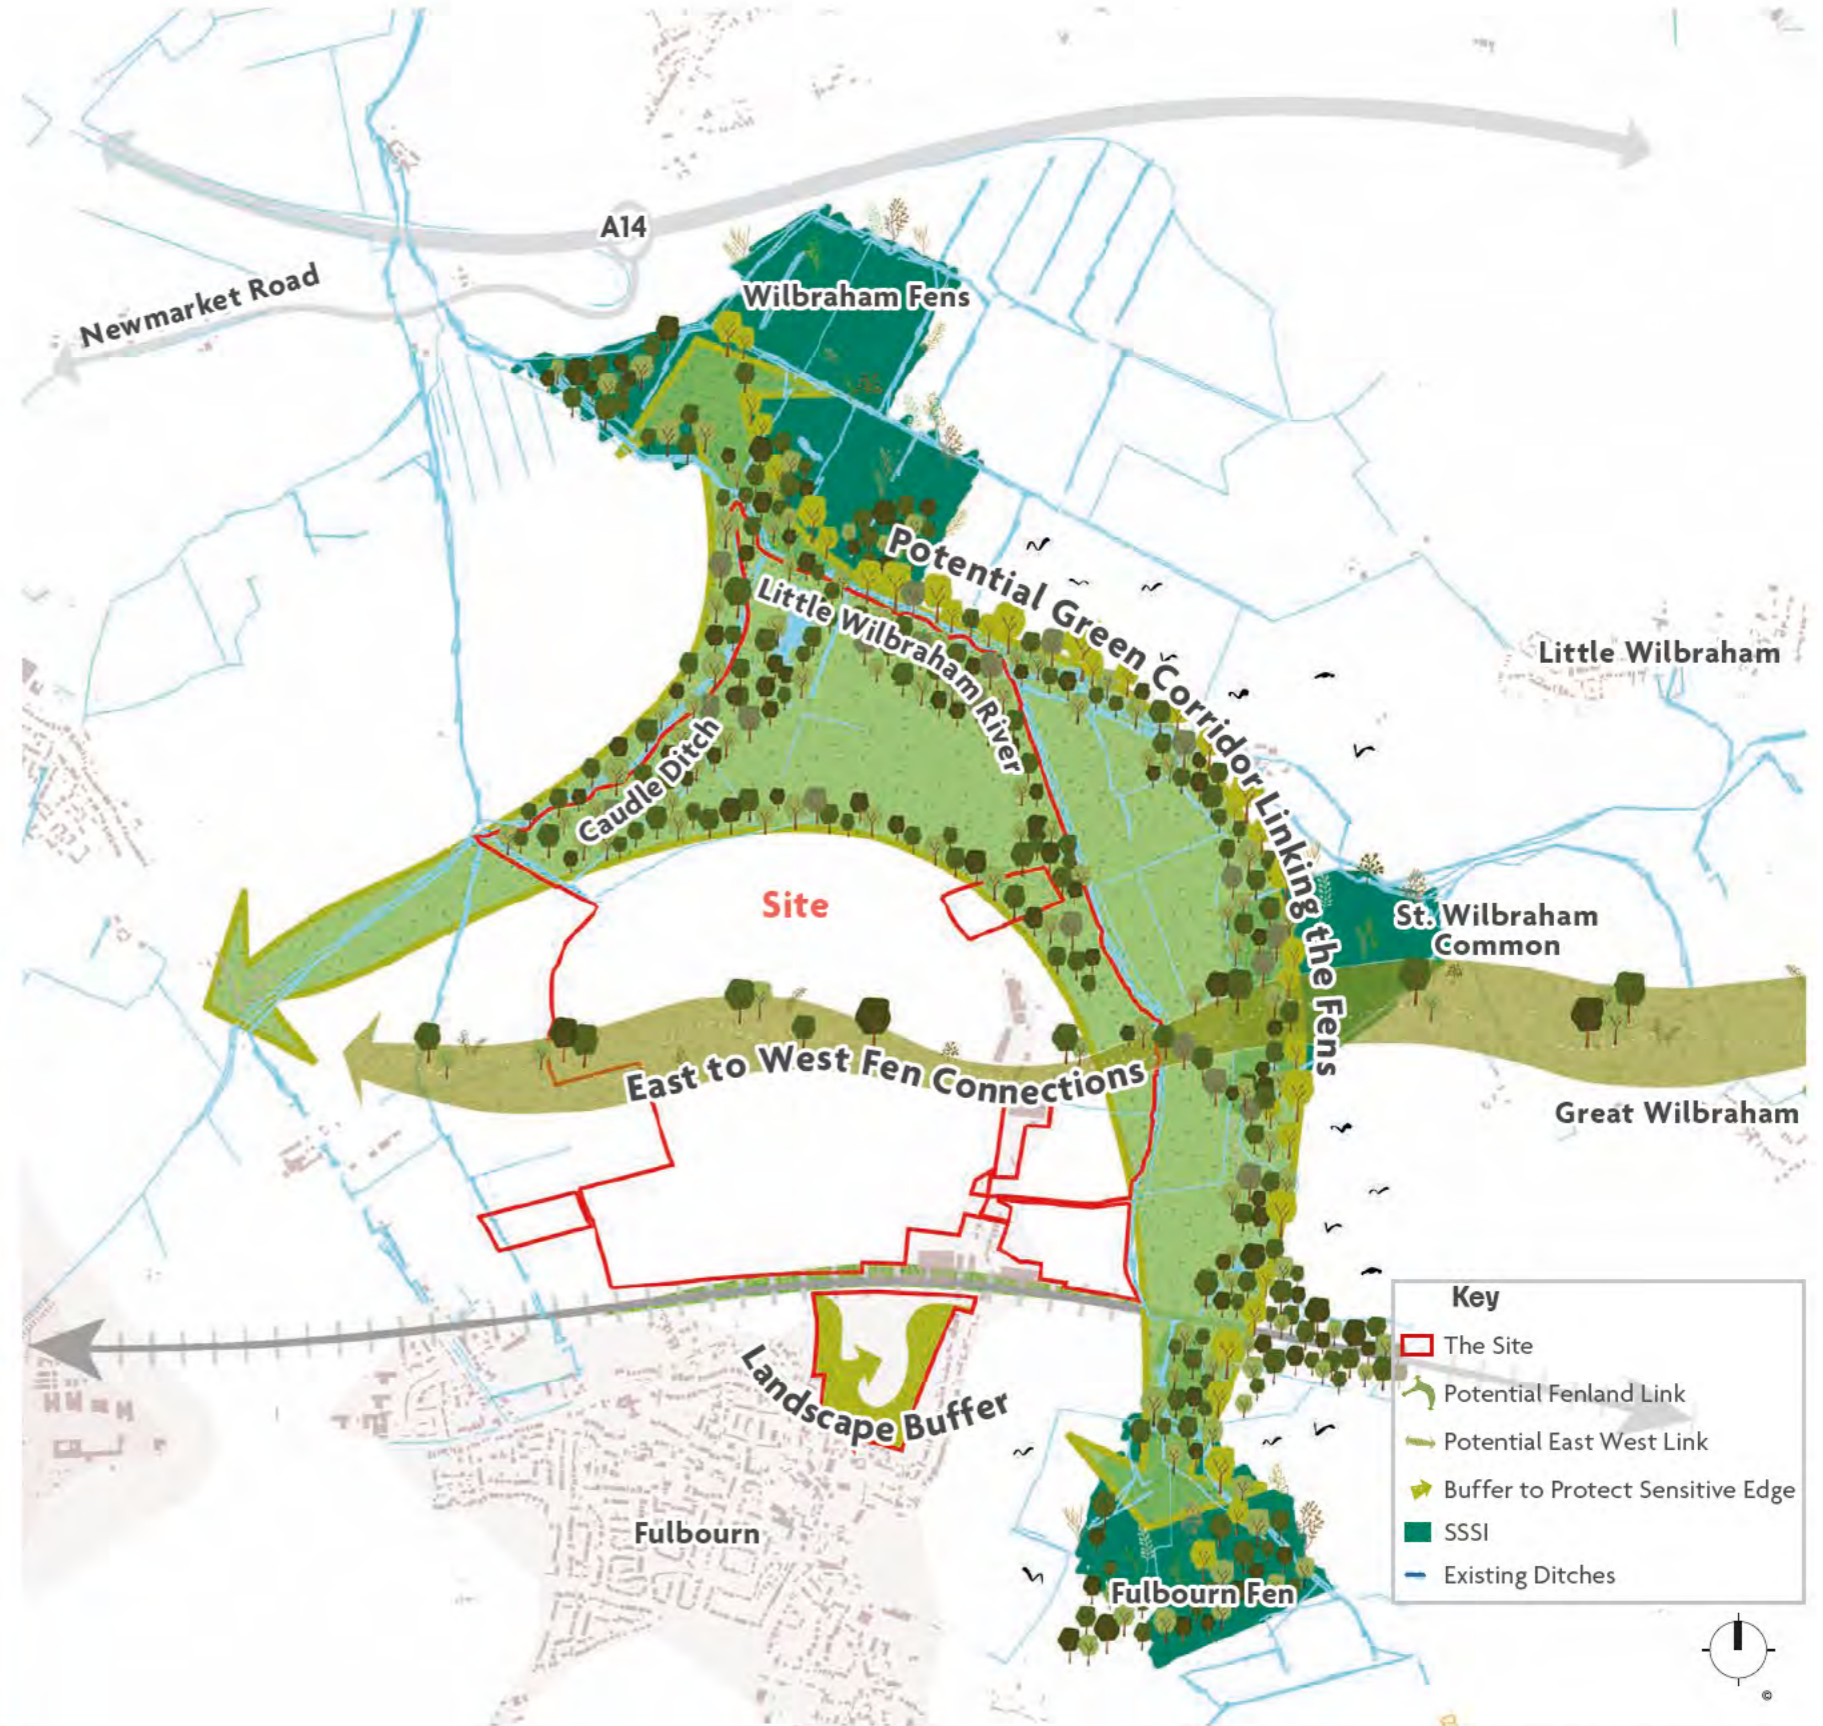 A14
Newmarket Road
Wilbraham Fens
Potential Green Corridor Linking the Fens
Little Wilbraham River
Little Wilbraham
Caudle Ditch
Site
St. Wilbraham
Common
East to West Fen Connections
Great Wilbraham
Landscape Buffer
Fulbourn
Fulbourn Fen
Key
The Site
Potential Fenland Link
Potential East West Link
Buffer to Protect Sensitive Edge
SSSI
Existing Ditches
©